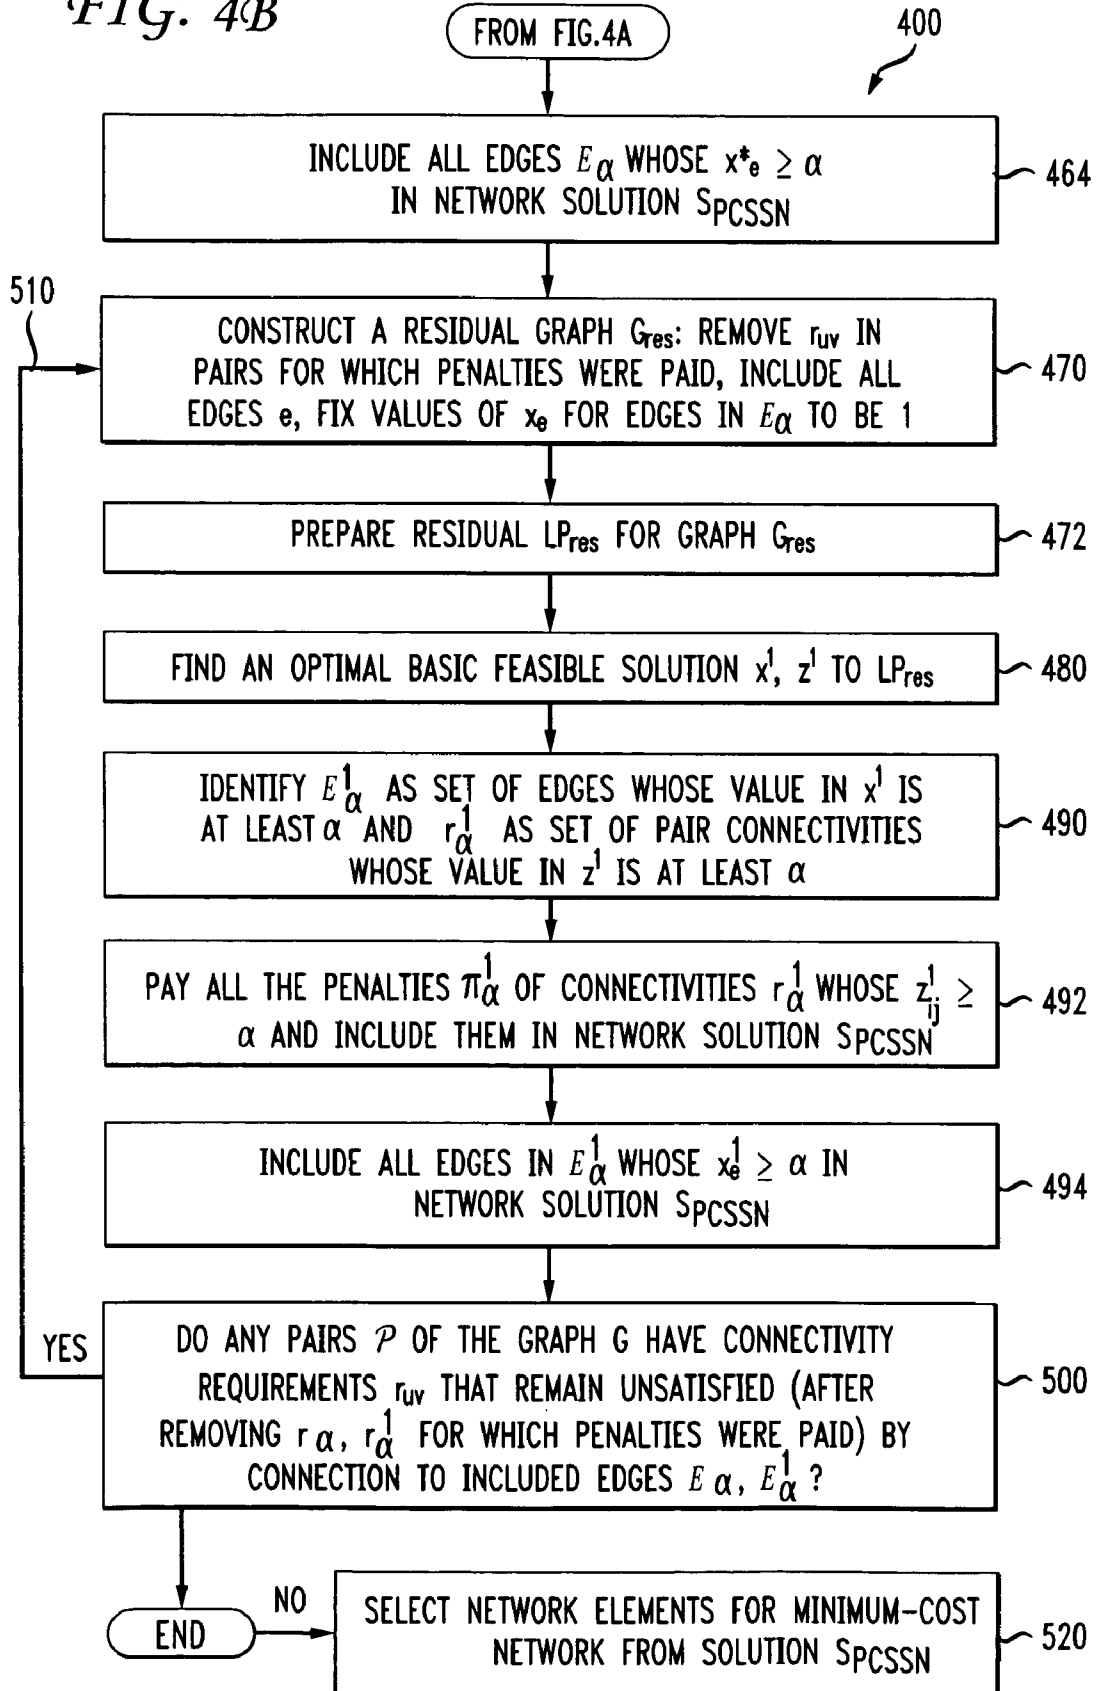 FIG. 4B
FROM FIG.4A
400
INCLUDE ALL EDGES Eα WHOSE x*e ≥ α
IN NETWORK SOLUTION SPCSSN
464
510
CONSTRUCT A RESIDUAL GRAPH Gres: REMOVE ruv IN
PAIRS FOR WHICH PENALTIES WERE PAID, INCLUDE ALL
EDGES e, FIX VALUES OF xe FOR EDGES IN Eα TO BE 1
470
PREPARE RESIDUAL LPres FOR GRAPH Gres
472
FIND AN OPTIMAL BASIC FEASIBLE SOLUTION x¹, z¹ TO LPres
480
IDENTIFY E¹α AS SET OF EDGES WHOSE VALUE IN x¹ IS
AT LEAST α AND r¹α AS SET OF PAIR CONNECTIVITIES
WHOSE VALUE IN z¹ IS AT LEAST α
490
PAY ALL THE PENALTIES π¹α OF CONNECTIVITIES r¹α WHOSE z¹ij ≥
α AND INCLUDE THEM IN NETWORK SOLUTION SPCSSN
492
INCLUDE ALL EDGES IN E¹α WHOSE x¹e ≥ α IN
NETWORK SOLUTION SPCSSN
494
YES
DO ANY PAIRS 𝒫 OF THE GRAPH G HAVE CONNECTIVITY
REQUIREMENTS ruv THAT REMAIN UNSATISFIED (AFTER
REMOVING rα, r¹α FOR WHICH PENALTIES WERE PAID) BY
CONNECTION TO INCLUDED EDGES Eα, E¹α ?
500
END
NO
SELECT NETWORK ELEMENTS FOR MINIMUM-COST
NETWORK FROM SOLUTION SPCSSN
520